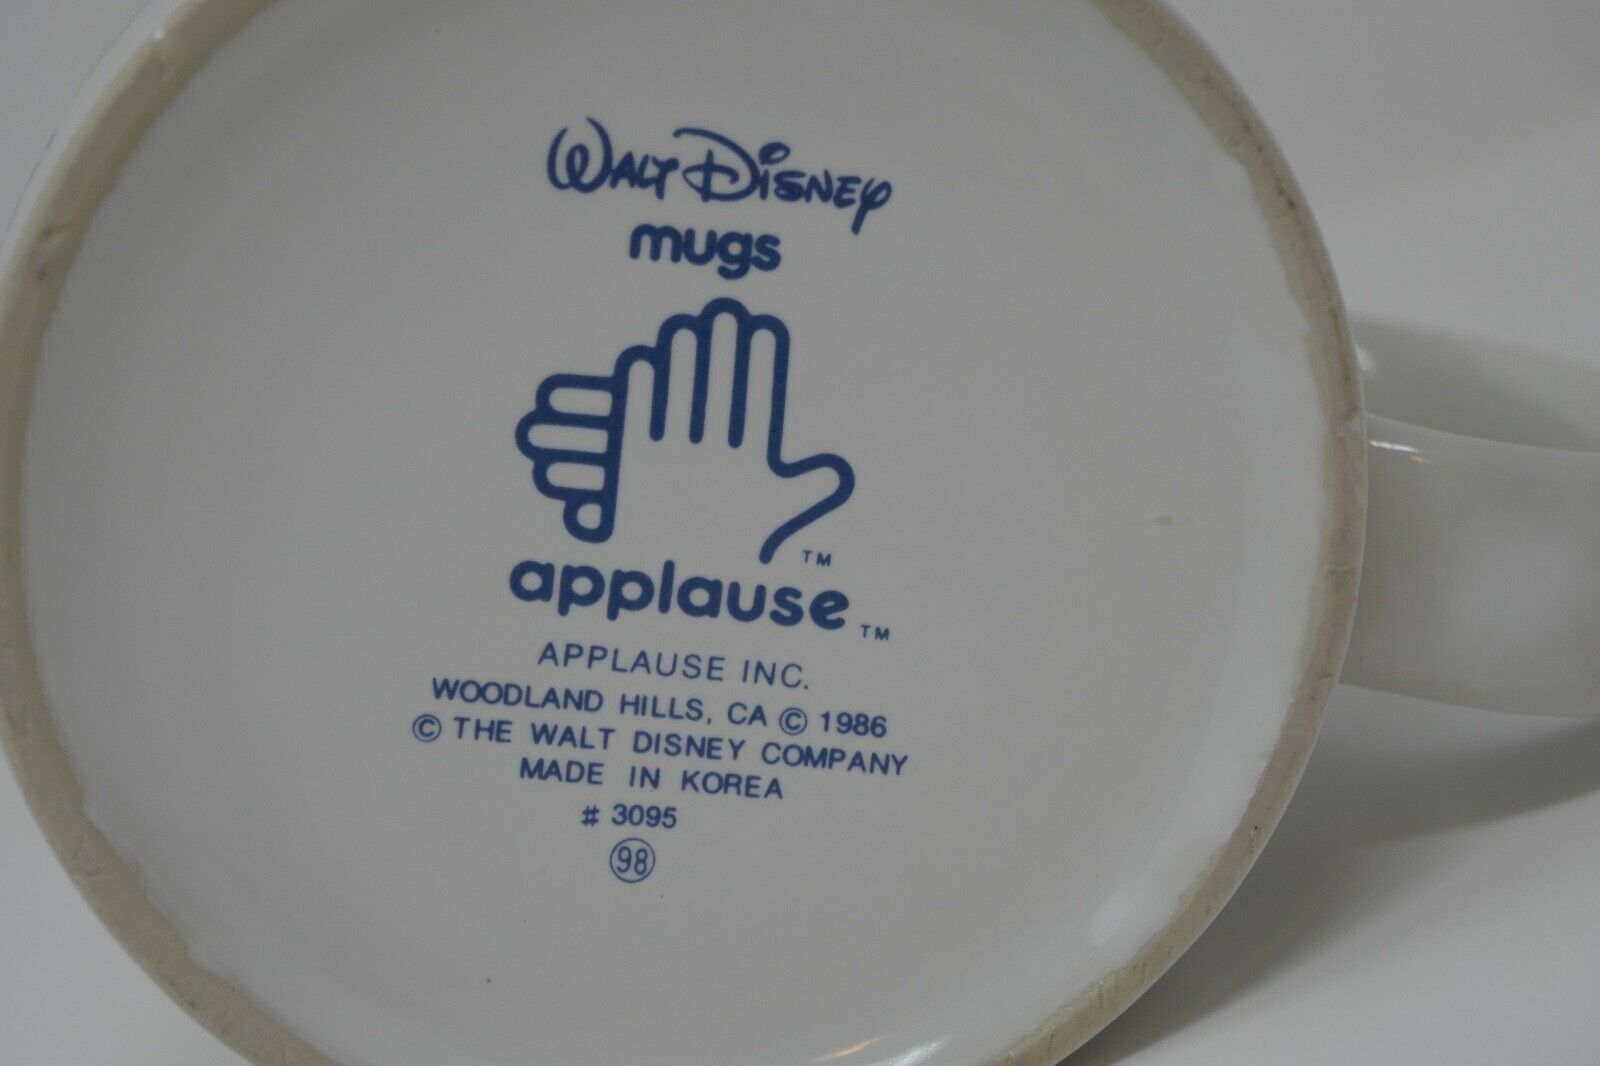 WALT DISNEY
mugs
TM
applause TM
APPLAUSE INC.
WOODLAND HILLS, CA © 1986
© THE WALT DISNEY COMPANY
MADE IN KOREA
# 3095
98